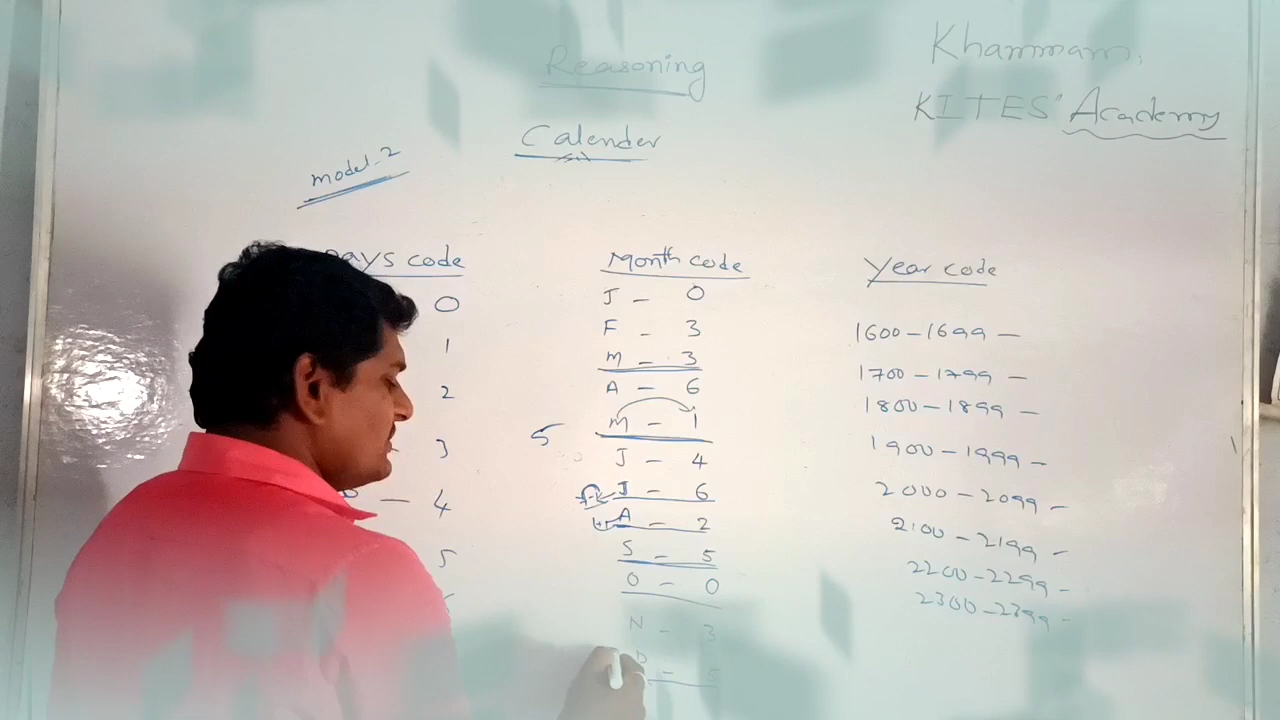 Khammam,
Reasoning
KITES' Academy
Calender
model-2
Days code
0
1
2
3
— 4
5
Month code
J — 0
F — 3
M — 3
A — 6
M — 1
5
J — 4
J — 6
A — 2
S — 5
O — 0
N — 3
D — 5
Year code
1600 – 1699 —
1700 – 1799 —
1800 – 1899 —
1900 – 1999 —
2000 – 2099 —
2100 – 2199 —
2200 – 2299 —
2300 – 2399 —